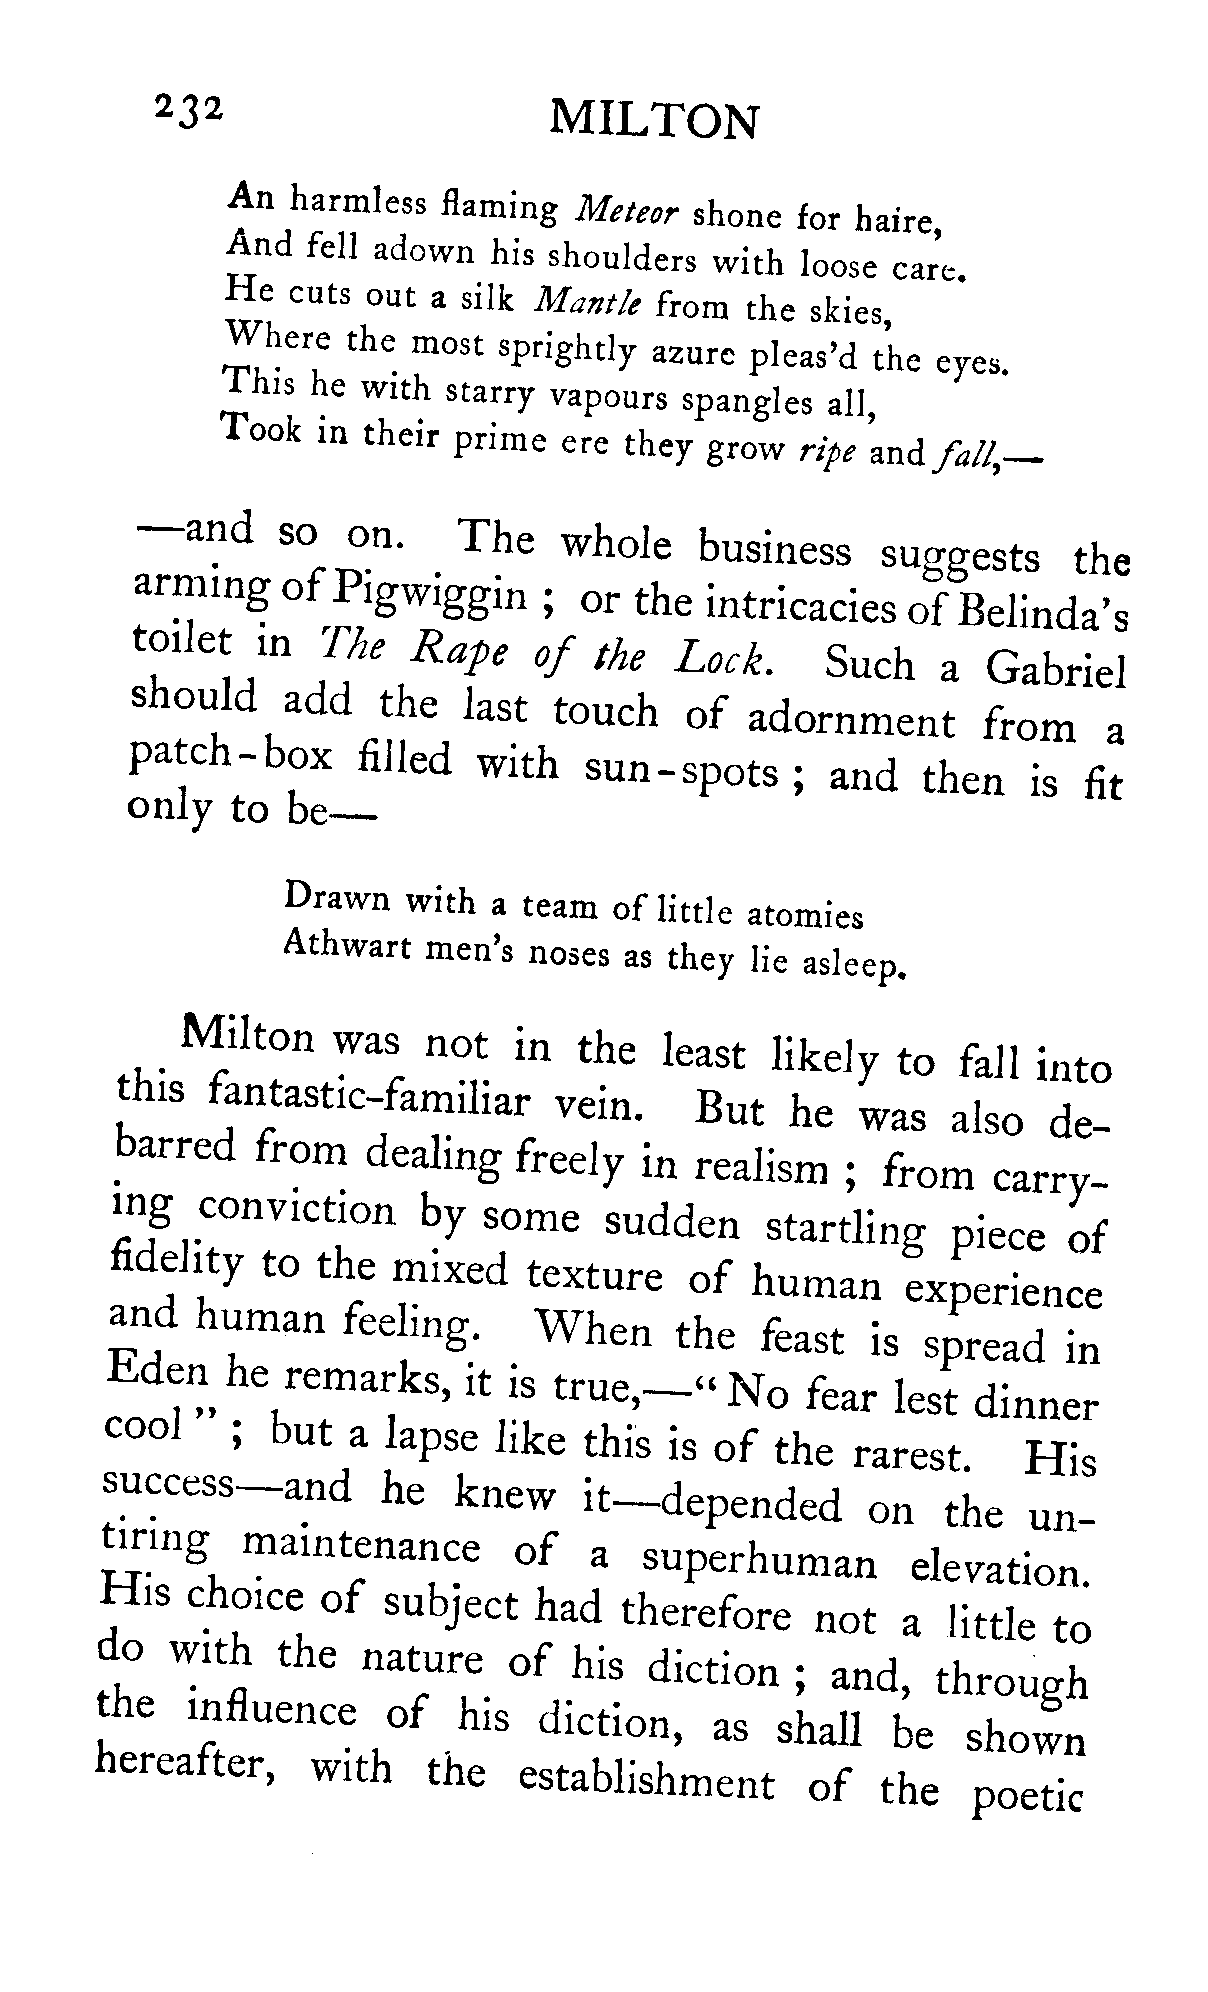 232 MILTON
An harmless flaming Meteor shone for haire,
And fell adown his shoulders with loose care.
He cuts out a silk Mantle from the skies,
Where the most sprightly azure pleas'd the eyes.
This he with starry vapours spangles all,
Took in their prime ere they grow ripe and fall,—
—and so on. The whole business suggests the
arming of Pigwiggin ; or the intricacies of Belinda's
toilet in The Rape of the Lock. Such a Gabriel
should add the last touch of adornment from a
patch-box filled with sun-spots ; and then is fit
only to be—
Drawn with a team of little atomies
Athwart men's noses as they lie asleep.
Milton was not in the least likely to fall into
this fantastic-familiar vein. But he was also de-
barred from dealing freely in realism ; from carry-
ing conviction by some sudden startling piece of
fidelity to the mixed texture of human experience
and human feeling. When the feast is spread in
Eden he remarks, it is true,—“ No fear lest dinner
cool ” ; but a lapse like this is of the rarest. His
success—and he knew it—depended on the un-
tiring maintenance of a superhuman elevation.
His choice of subject had therefore not a little to
do with the nature of his diction ; and, through
the influence of his diction, as shall be shown
hereafter, with the establishment of the poetic